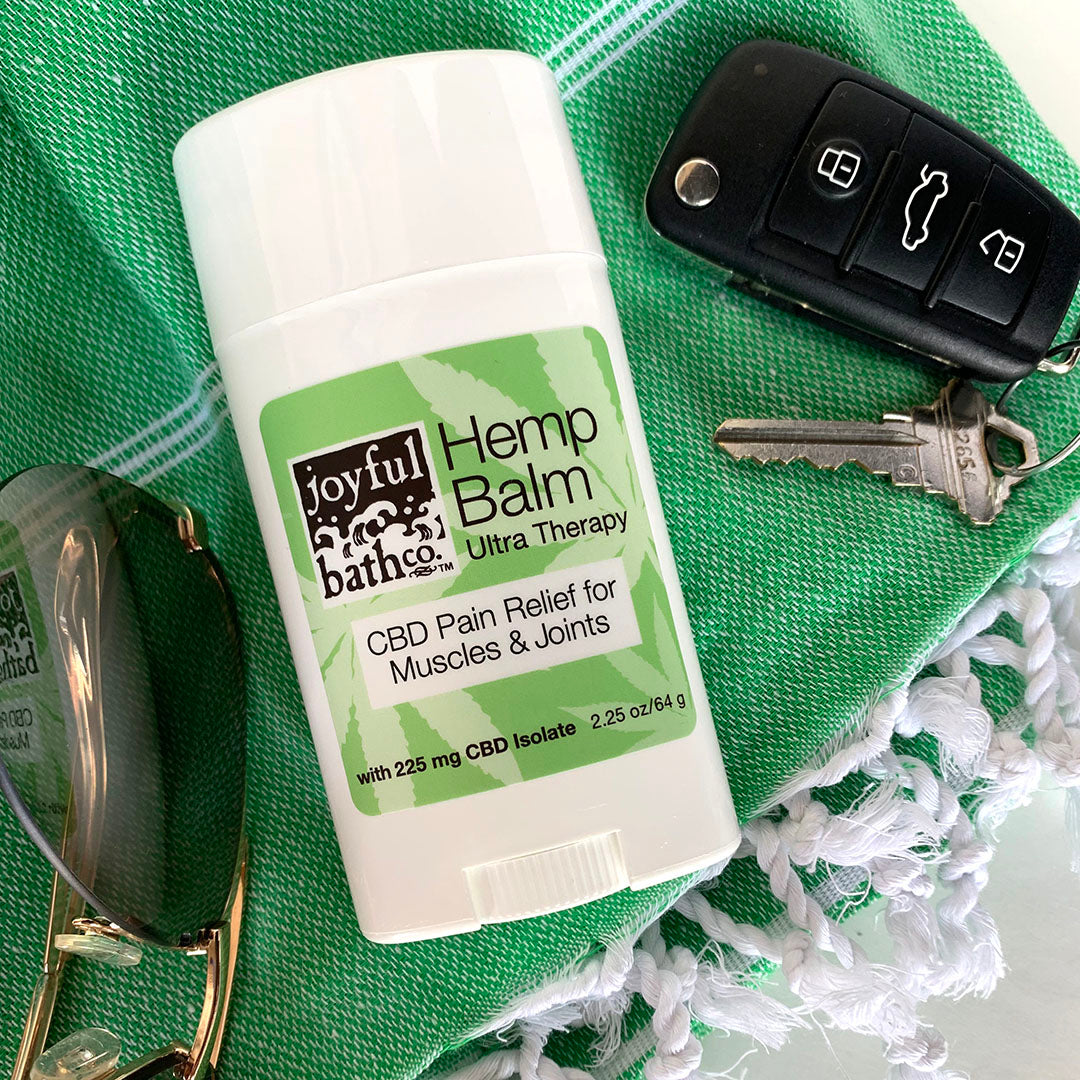 joyful
bath co.™
Hemp
Balm
Ultra Therapy
CBD Pain Relief for
Muscles & Joints
with 225 mg CBD Isolate 2.25 oz/64 g